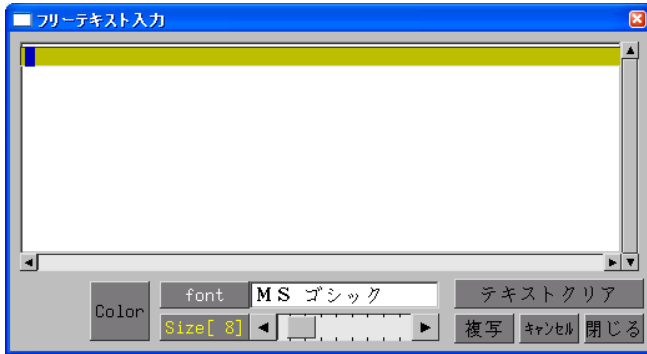 フリーテキスト入力
font
MS ゴシック
テキストクリア
Color
Size[ 8]
複写
ｷｬﾝｾﾙ
閉じる